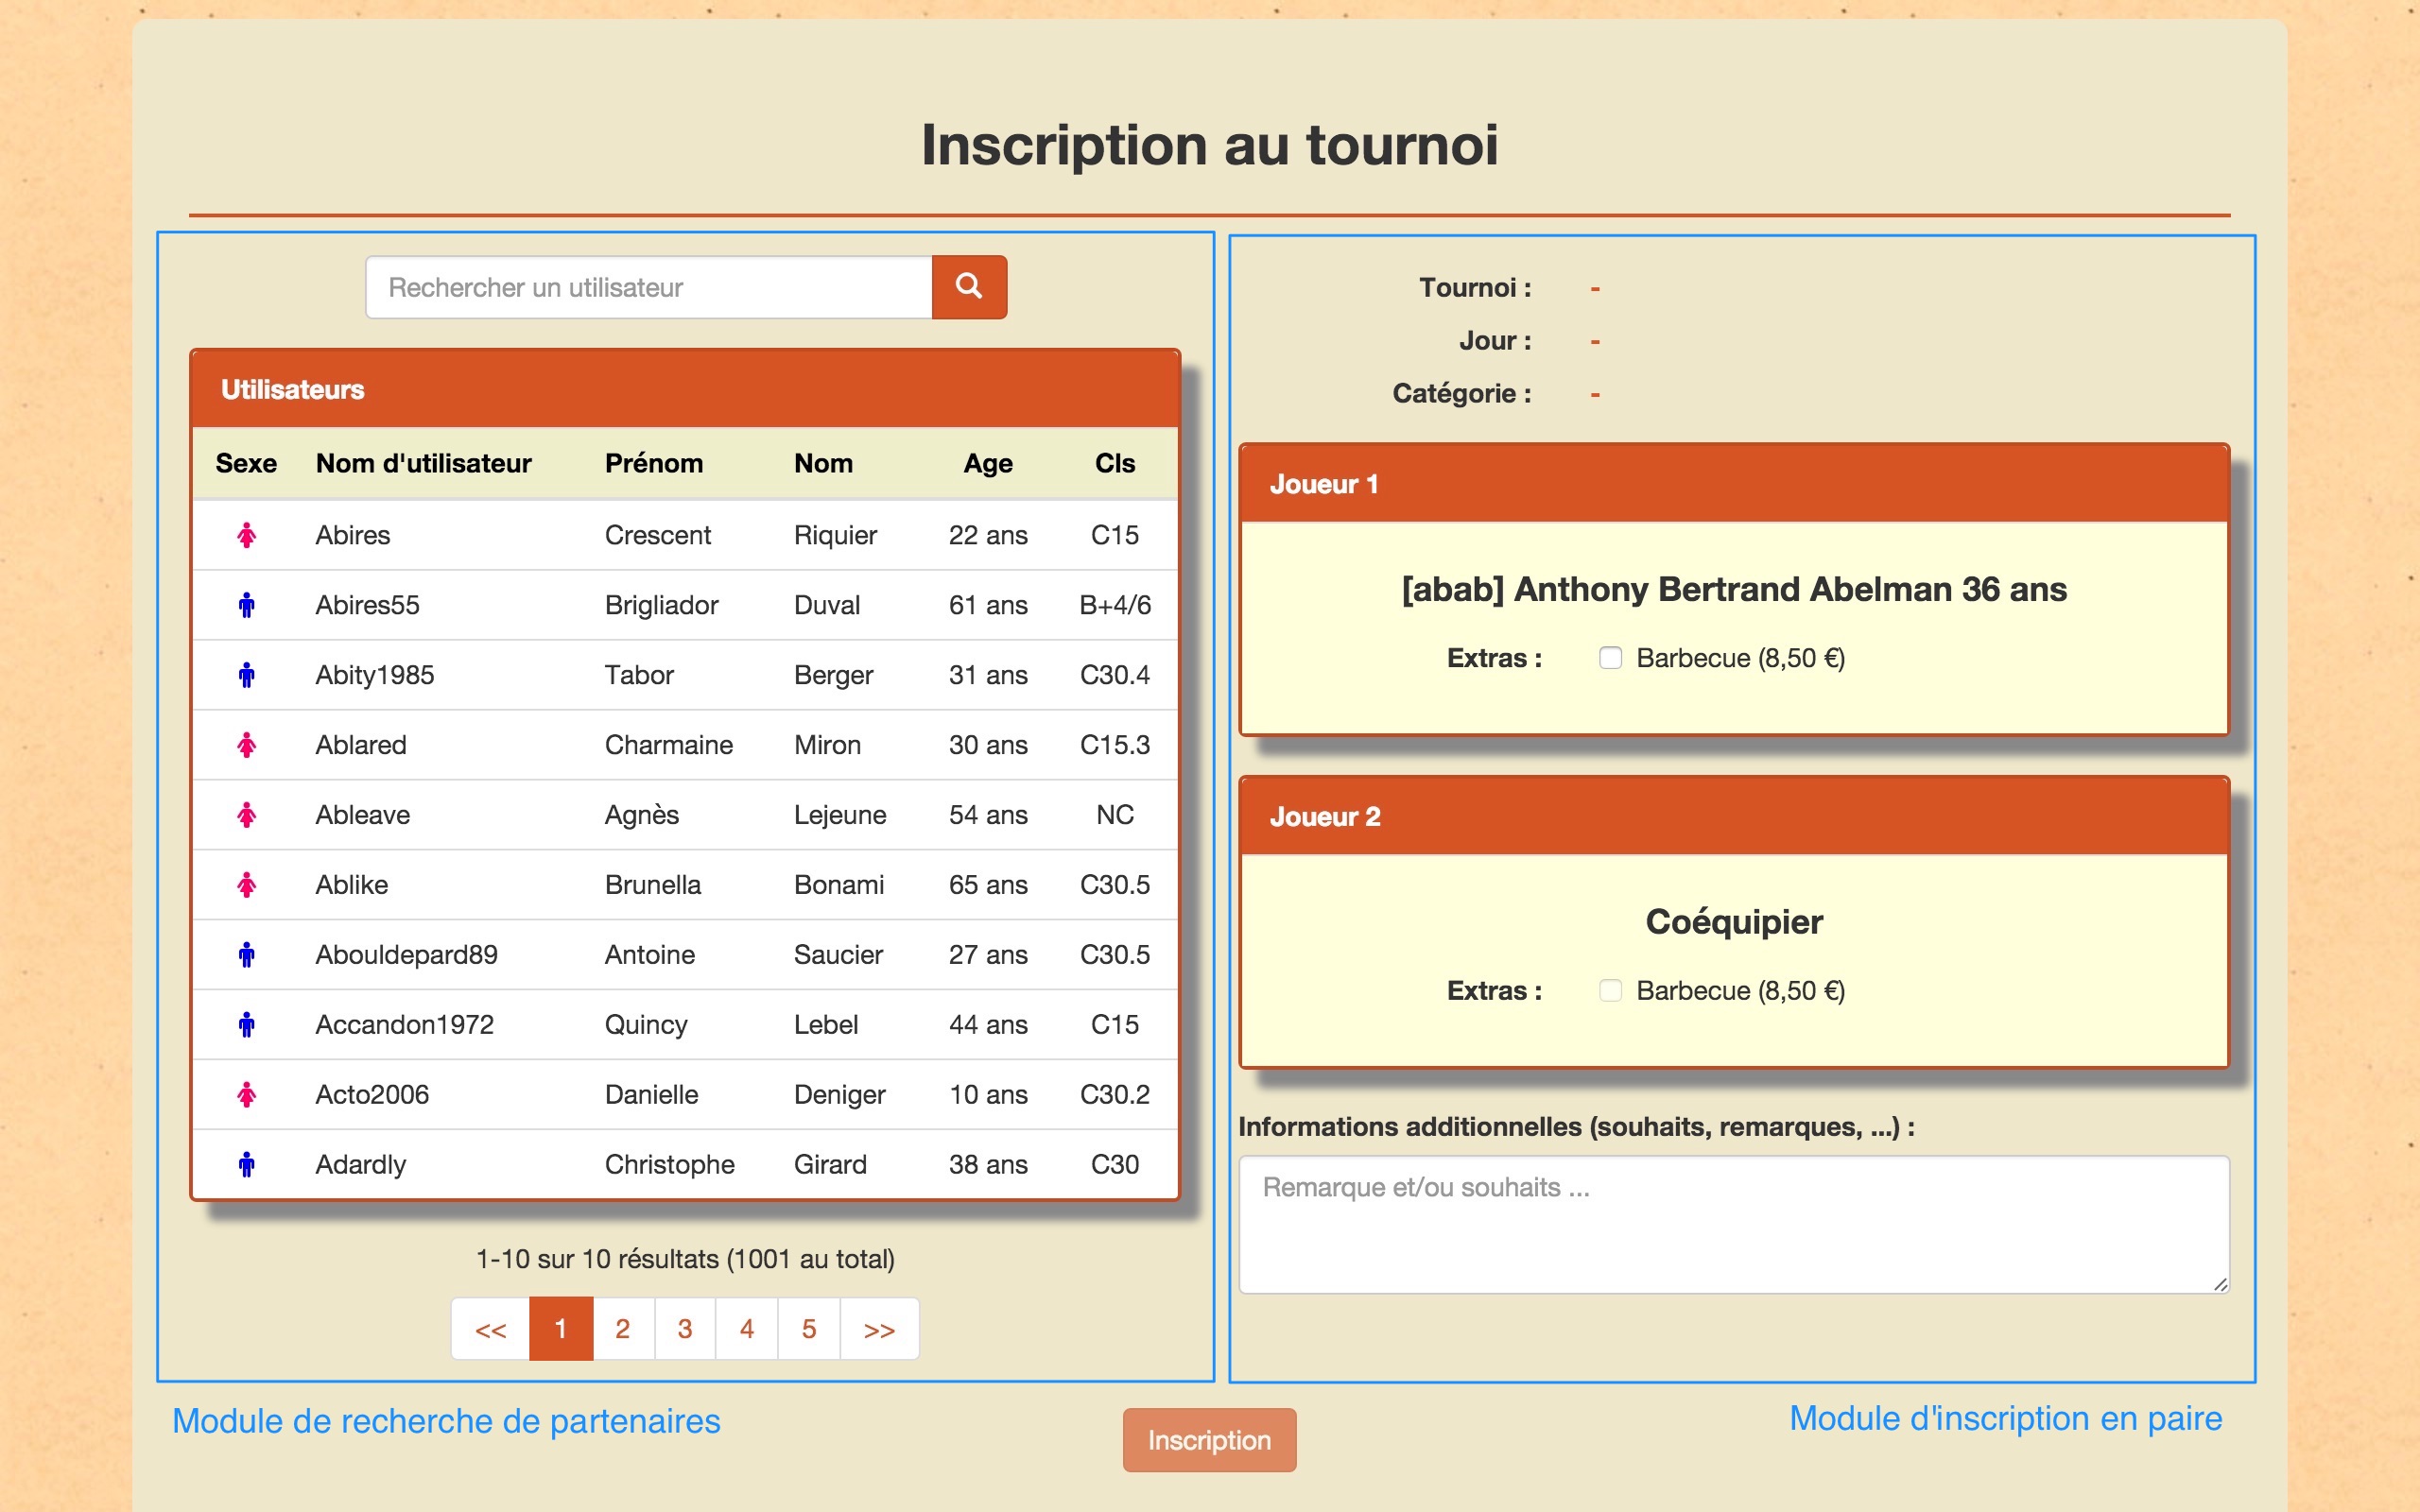 Inscription au tournoi
Rechercher un utilisateur
Utilisateurs
Sexe Nom d'utilisateur Prénom Nom Age Cls
Abires Crescent Riquier 22 ans C15
Abires55 Brigliador Duval 61 ans B+4/6
Abity1985 Tabor Berger 31 ans C30.4
Ablared Charmaine Miron 30 ans C15.3
Ableave Agnès Lejeune 54 ans NC
Ablike Brunella Bonami 65 ans C30.5
Abouldepard89 Antoine Saucier 27 ans C30.5
Accandon1972 Quincy Lebel 44 ans C15
Acto2006 Danielle Deniger 10 ans C30.2
Adardly Christophe Girard 38 ans C30
1-10 sur 10 résultats (1001 au total)
<< 1 2 3 4 5 >>
Module de recherche de partenaires
Tournoi : -
Jour : -
Catégorie : -
Joueur 1
[abab] Anthony Bertrand Abelman 36 ans
Extras : Barbecue (8,50 €)
Joueur 2
Coéquipier
Extras : Barbecue (8,50 €)
Informations additionnelles (souhaits, remarques, ...) :
Remarque et/ou souhaits ...
Module d'inscription en paire
Inscription